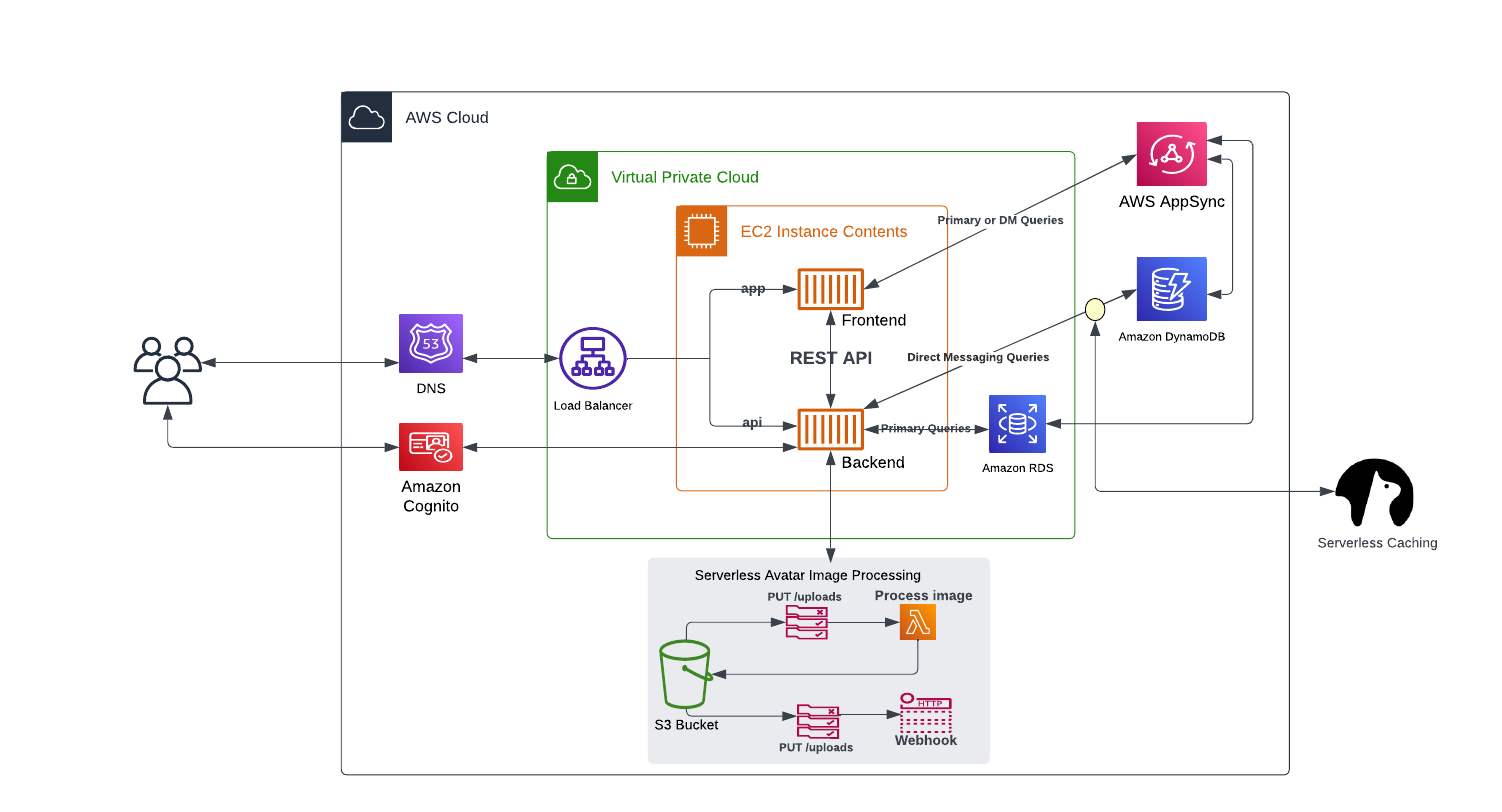 AWS Cloud
Virtual Private Cloud
AWS AppSync
Primary or DM Queries
EC2 Instance Contents
app
Frontend
Amazon DynamoDB
53
DNS
REST API
Direct Messaging Queries
Load Balancer
api
Primary Queries
Backend
Amazon RDS
Amazon
Cognito
Serverless Caching
Serverless Avatar Image Processing
PUT /uploads
Process image
S3 Bucket
HTTP
PUT /uploads
Webhook